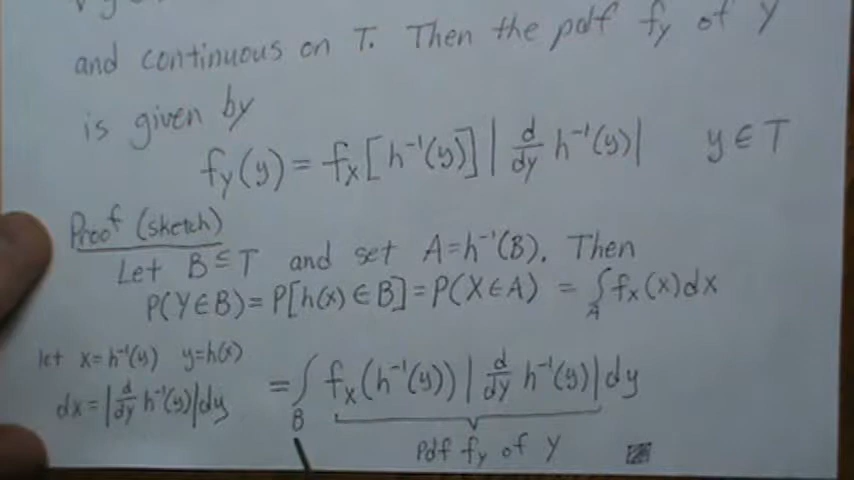 and continuous on T. Then the pdf f_Y of Y
is given by
f_Y(y) = f_X[h⁻¹(y)] | d/dy h⁻¹(y) |   y ∈ T
Proof (sketch)
Let B ⊆ T and set A = h⁻¹(B). Then
P(Y∈B) = P[h(x) ∈ B] = P(X∈A) = ∫_A f_X(x)dx
let x = h⁻¹(y)  y = h(x)
dx = | d/dy h⁻¹(y) | dy
= ∫_B f_X(h⁻¹(y)) | d/dy h⁻¹(y) | dy
Pdf f_Y of Y